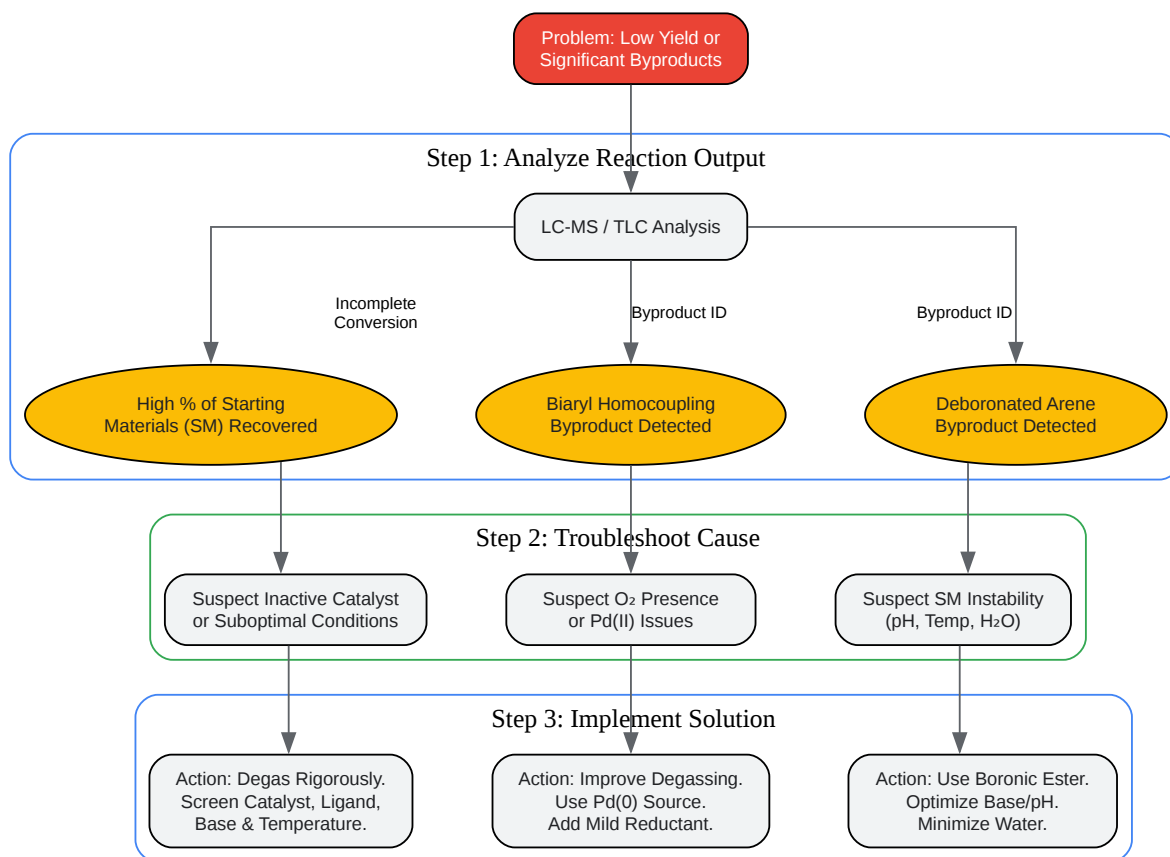 Problem: Low Yield or
Significant Byproducts
Step 1: Analyze Reaction Output
LC-MS / TLC Analysis
Incomplete
Conversion
Byproduct ID
Byproduct ID
High % of Starting
Materials (SM) Recovered
Biaryl Homocoupling
Byproduct Detected
Deboronated Arene
Byproduct Detected
Step 2: Troubleshoot Cause
Suspect Inactive Catalyst
or Suboptimal Conditions
Suspect O₂ Presence
or Pd(II) Issues
Suspect SM Instability
(pH, Temp, H₂O)
Step 3: Implement Solution
Action: Degas Rigorously.
Screen Catalyst, Ligand,
Base & Temperature.
Action: Improve Degassing.
Use Pd(0) Source.
Add Mild Reductant.
Action: Use Boronic Ester.
Optimize Base/pH.
Minimize Water.